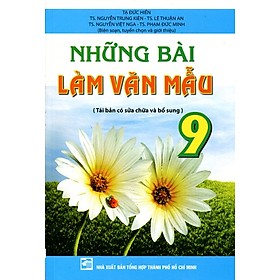 TẠ ĐỨC HIỀN
TS. NGUYỄN TRUNG KIÊN - TS. LÊ THUẬN AN
TS. NGUYỄN VIỆT NGA - TS. PHẠM ĐỨC MINH
(Biên soạn, tuyển chọn và giới thiệu)
NHỮNG BÀI
LÀM VĂN MẪU
(Tái bản có sửa chữa và bổ sung)
9
NHÀ XUẤT BẢN TỔNG HỢP THÀNH PHỐ HỒ CHÍ MINH